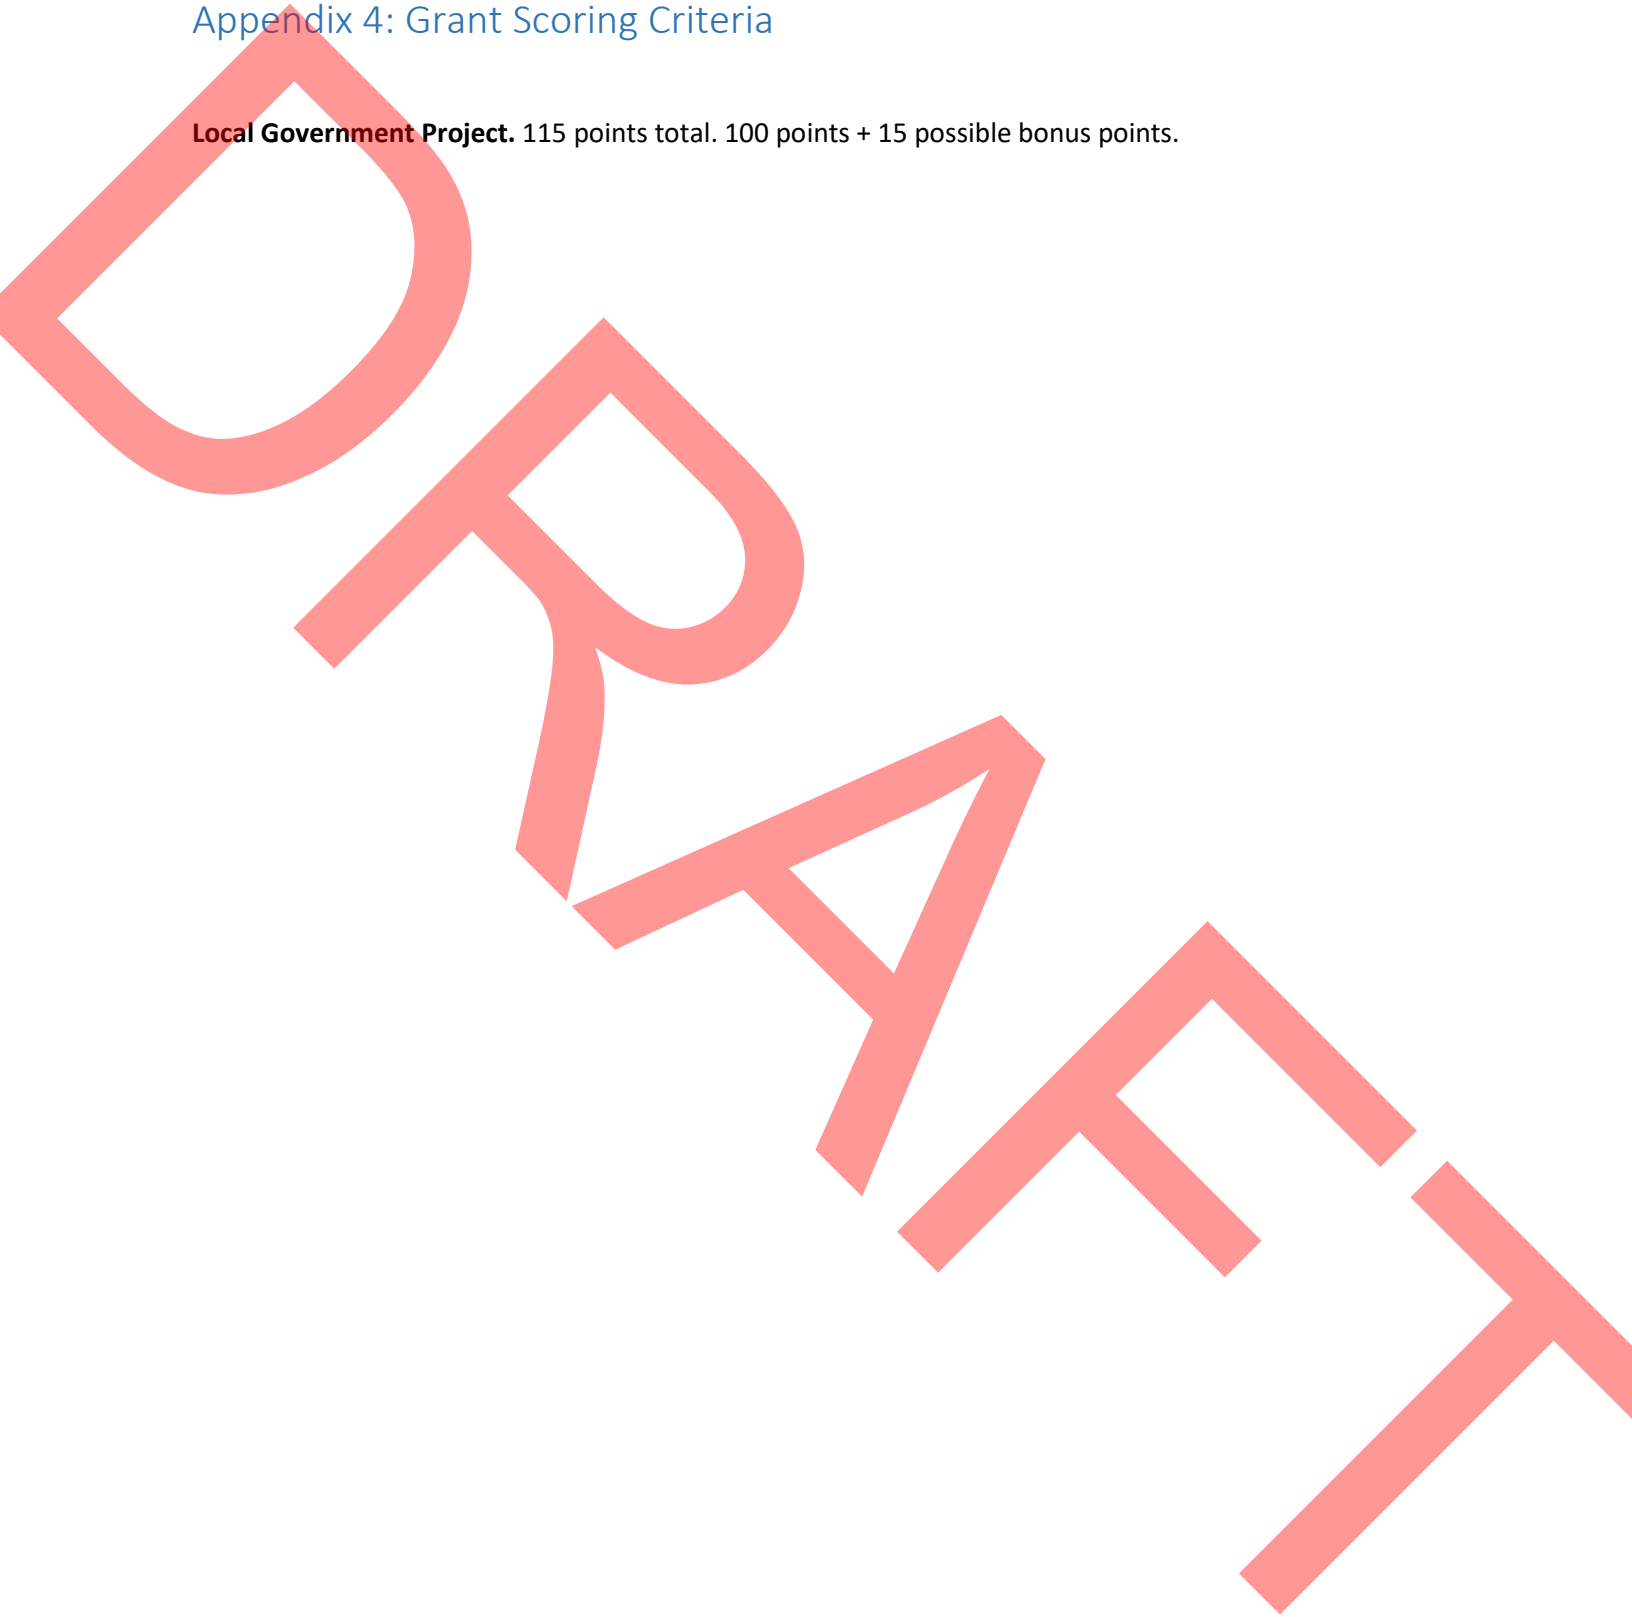 Appendix 4: Grant Scoring Criteria
Local Government Project. 115 points total. 100 points + 15 possible bonus points.
DRAFT